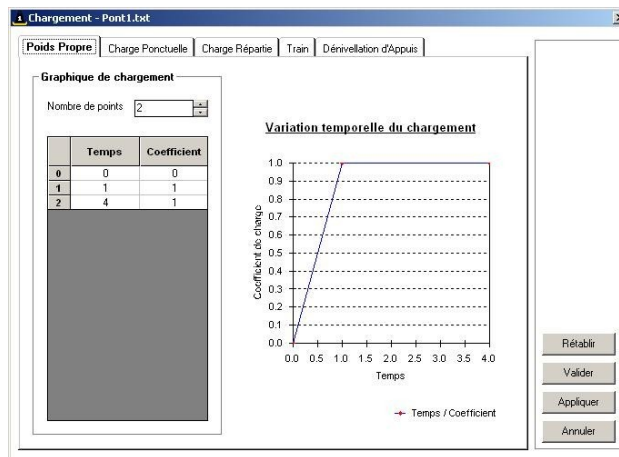 Chargement - Pont1.txt
Poids Propre
Charge Ponctuelle
Charge Répartie
Train
Dénivellation d'Appuis
Graphique de chargement
Nombre de points 2
Temps Coefficient
0 0 0
1 1 1
2 4 1
Variation temporelle du chargement
Coefficient de charge
1.0
0.9
0.8
0.7
0.6
0.5
0.4
0.3
0.2
0.1
0.0
0.0 0.5 1.0 1.5 2.0 2.5 3.0 3.5 4.0
Temps
Temps / Coefficient
Rétablir
Valider
Appliquer
Annuler